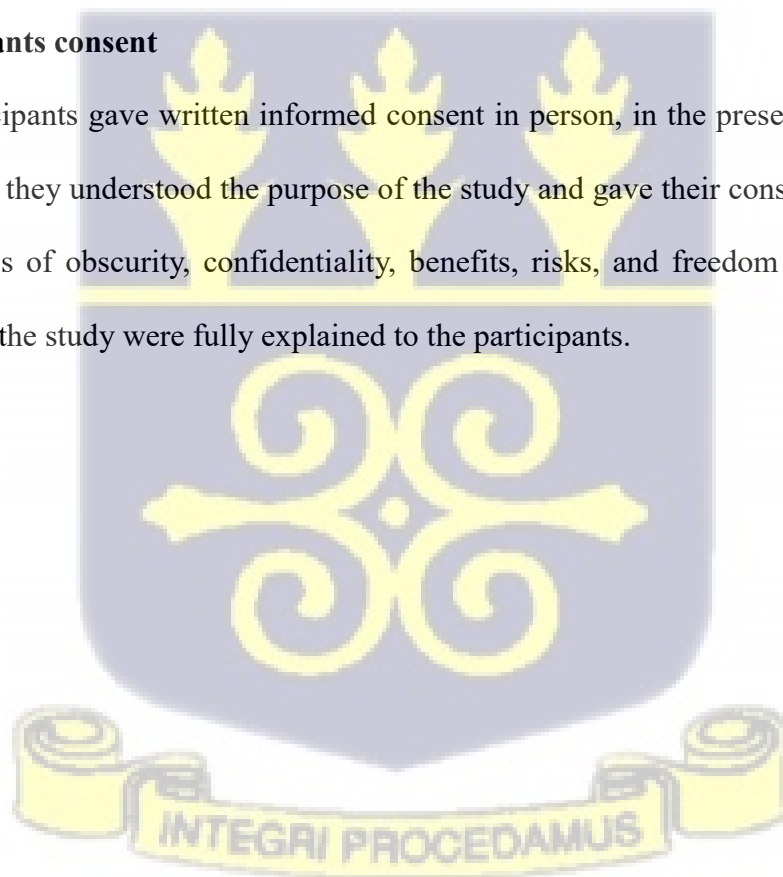 ants consent
cipants gave written informed consent in person, in the prese
they understood the purpose of the study and gave their cons
s of obscurity, confidentiality, benefits, risks, and freedom
the study were fully explained to the participants.
INTEGRI PROCEDAMUS